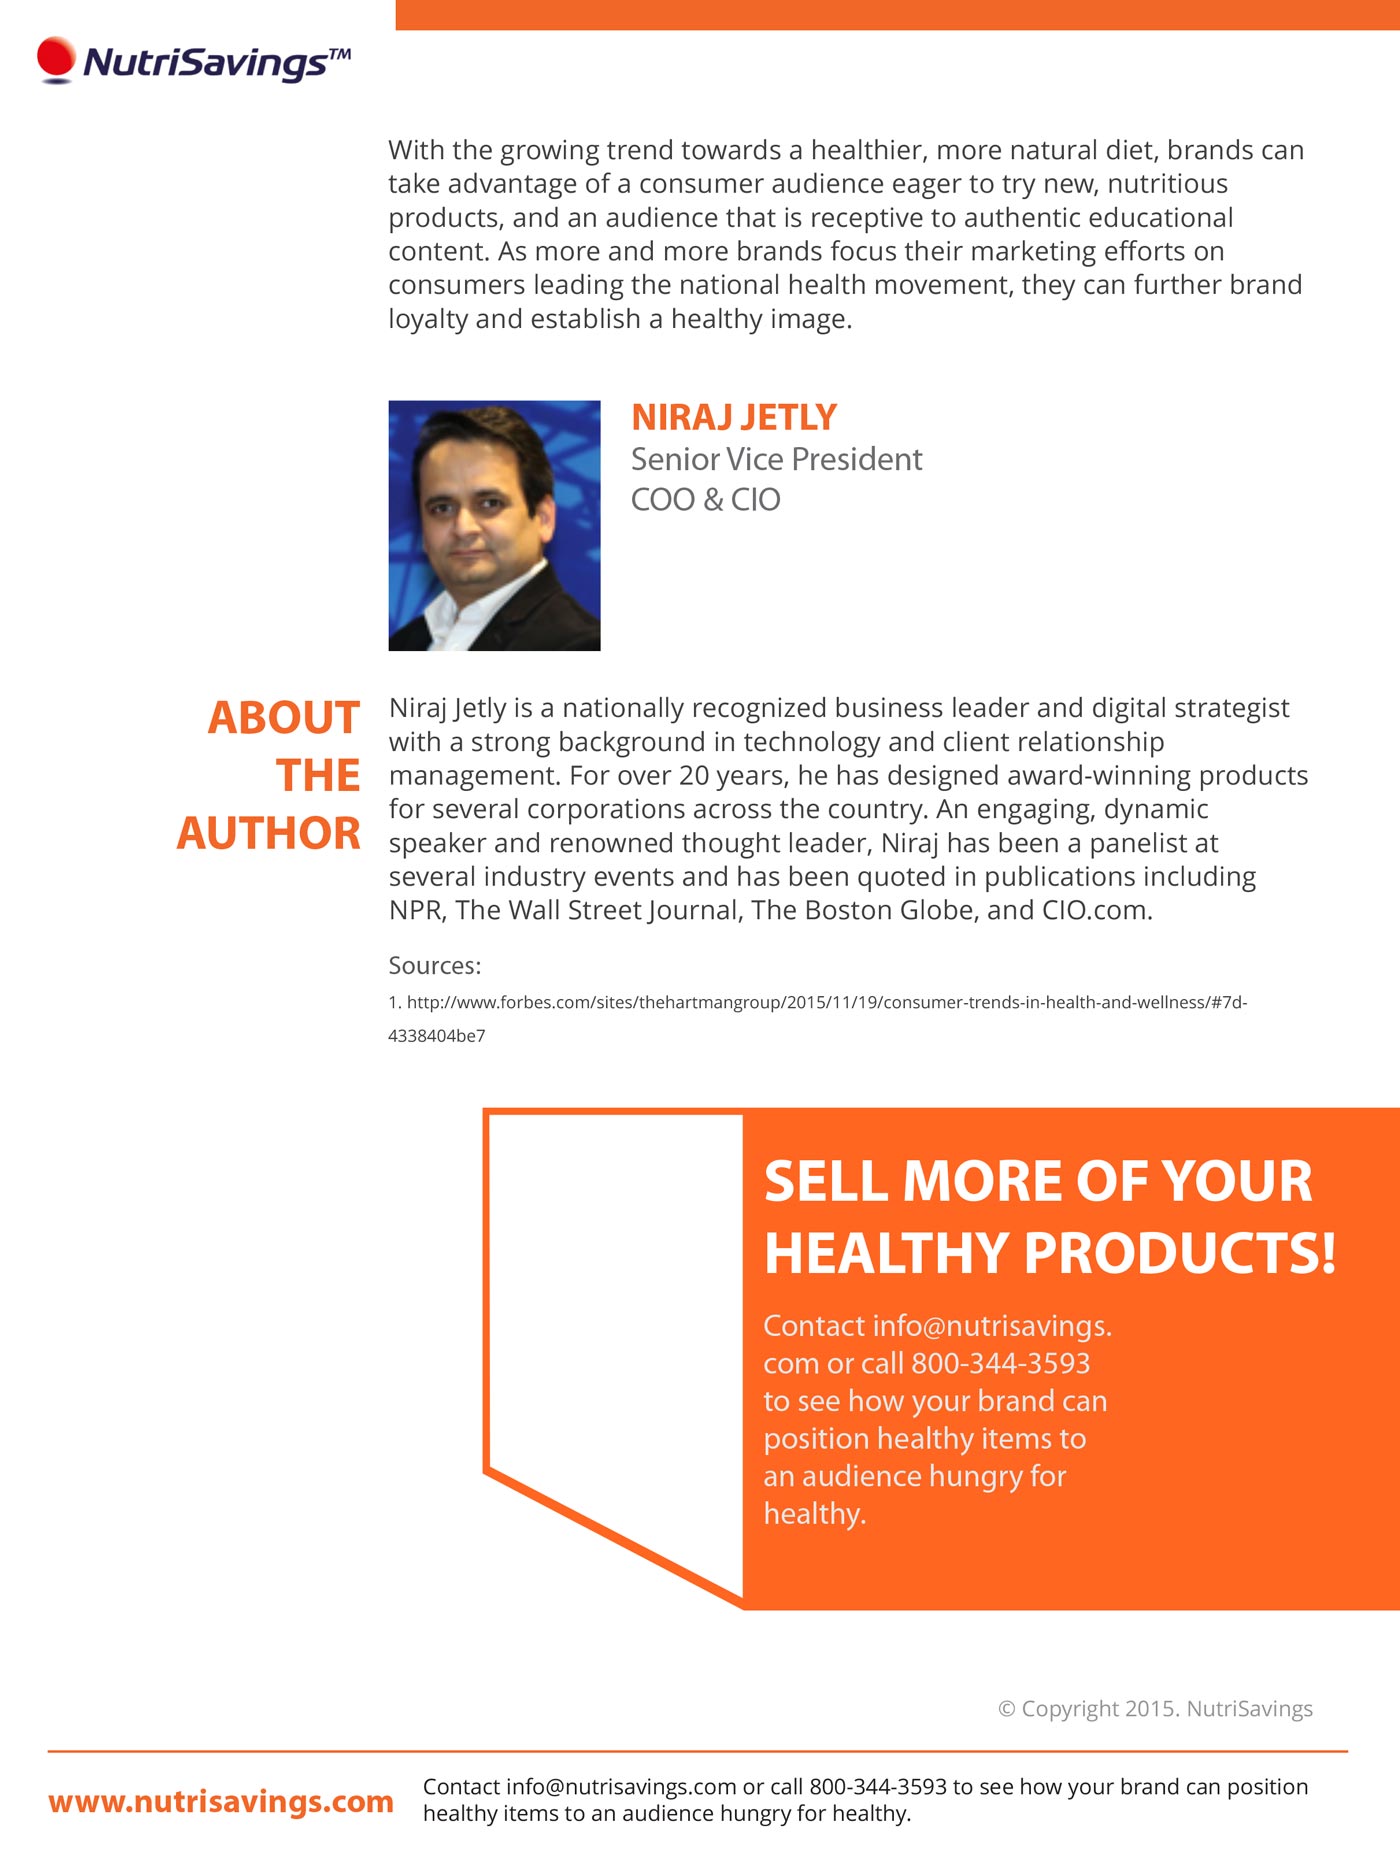 NutriSavings™
With the growing trend towards a healthier, more natural diet, brands can
take advantage of a consumer audience eager to try new, nutritious
products, and an audience that is receptive to authentic educational
content. As more and more brands focus their marketing efforts on
consumers leading the national health movement, they can further brand
loyalty and establish a healthy image.
NIRAJ JETLY
Senior Vice President
COO & CIO
ABOUT
THE
AUTHOR
Niraj Jetly is a nationally recognized business leader and digital strategist
with a strong background in technology and client relationship
management. For over 20 years, he has designed award-winning products
for several corporations across the country. An engaging, dynamic
speaker and renowned thought leader, Niraj has been a panelist at
several industry events and has been quoted in publications including
NPR, The Wall Street Journal, The Boston Globe, and CIO.com.
Sources:
1. http://www.forbes.com/sites/thehartmangroup/2015/11/19/consumer-trends-in-health-and-wellness/#7d-
4338404be7
SELL MORE OF YOUR
HEALTHY PRODUCTS!
Contact info@nutrisavings.
com or call 800-344-3593
to see how your brand can
position healthy items to
an audience hungry for
healthy.
© Copyright 2015. NutriSavings
www.nutrisavings.com
Contact info@nutrisavings.com or call 800-344-3593 to see how your brand can position
healthy items to an audience hungry for healthy.